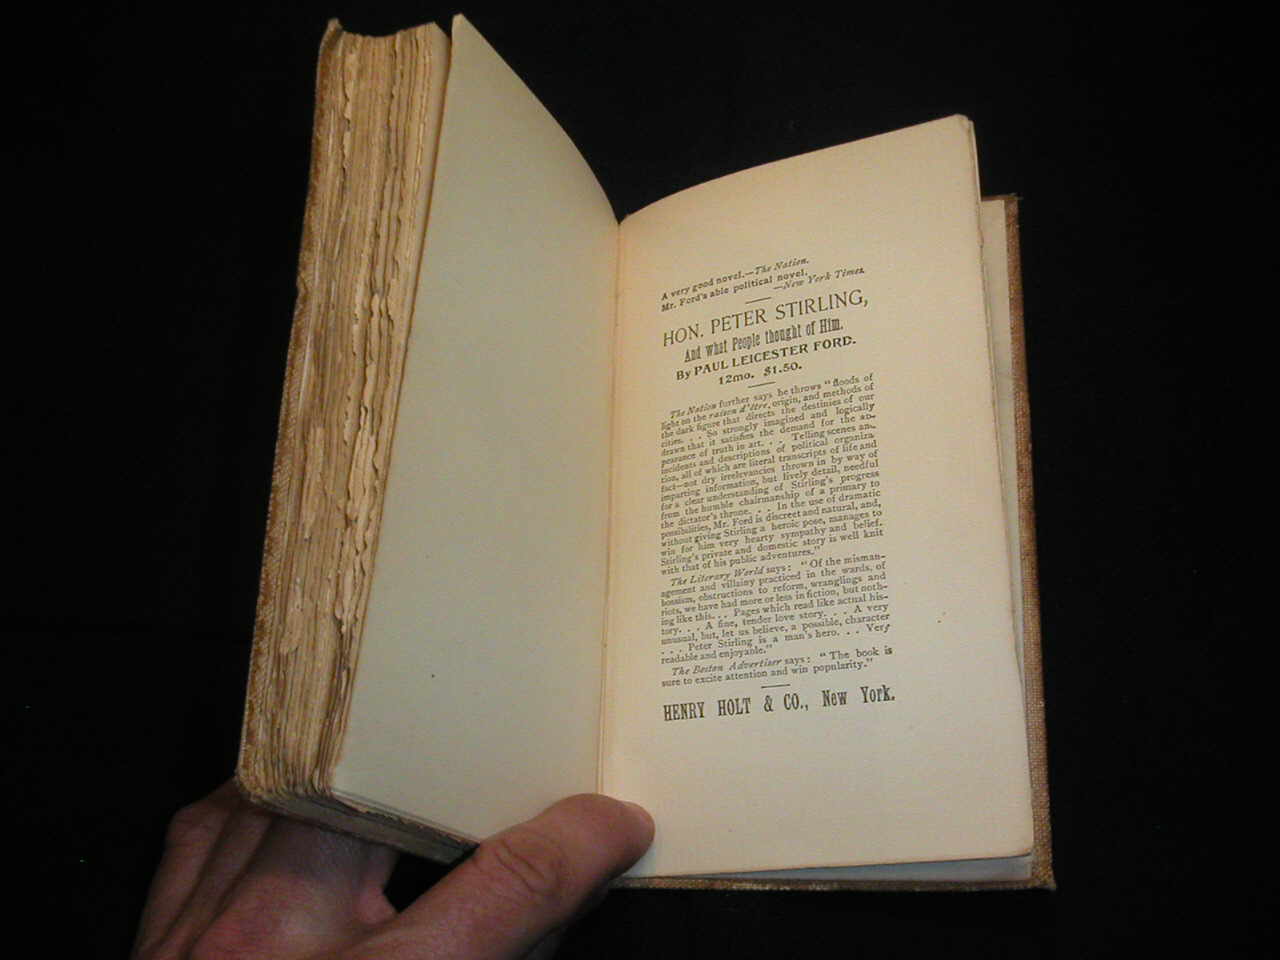 A very good novel.—The Nation.
Mr. Ford's able political novel.
—New York Times.
HON. PETER STIRLING,
And what People thought of Him.
By PAUL LEICESTER FORD.
12mo. $1.50.
The Nation further says he throws "floods of
light on the raison d'être, origin, and methods of
the dark figure that directs the destinies of our
cities. . . So strongly imagined and logically
drawn that it satisfies the demand for the ap-
pearance of truth in art. . . Telling scenes and
incidents and descriptions of political organiza-
tion, all of which are literal transcripts of life and
fact—not dry irrelevancies thrown in by way of
imparting information, but lively detail, needful
for a clear understanding of Stirling's progress
from the humble chairmanship of a primary to
the dictator's throne. . . In the use of dramatic
possibilities, Mr. Ford is discreet and natural, and,
without giving Stirling a heroic pose, manages to
win for him very hearty sympathy and belief.
Stirling's private and domestic story is well knit
with that of his public adventures."
The Literary World says: "Of the misman-
agement and villainy practiced in the wards, of
bossism, obstructions to reform, wranglings and
riots, we have had more or less in fiction, but noth-
ing like this. . . Pages which read like actual his-
tory. . . A fine, tender love story. . . A very
unusual, but, let us believe, a possible, character
. . . Peter Stirling is a man's hero. . . Very
readable and enjoyable."
The Boston Advertiser says: "The book is
sure to excite attention and win popularity."
HENRY HOLT & CO., New York.